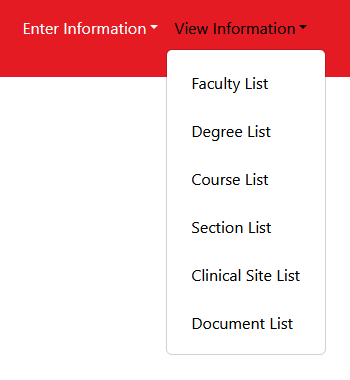 Enter Information View Information
Faculty List
Degree List
Course List
Section List
Clinical Site List
Document List